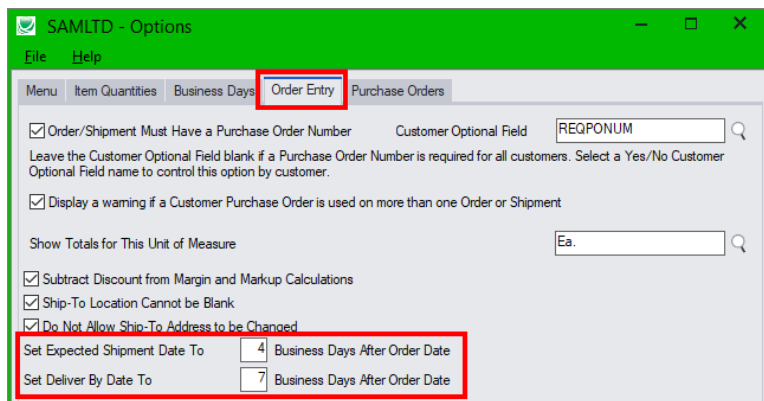 SAMLTD - Options
File Help
Menu Item Quantities Business Days Order Entry Purchase Orders
Order/Shipment Must Have a Purchase Order Number Customer Optional Field REQPONUM
Leave the Customer Optional Field blank if a Purchase Order Number is required for all customers. Select a Yes/No Customer
Optional Field name to control this option by customer.
Display a warning if a Customer Purchase Order is used on more than one Order or Shipment
Show Totals for This Unit of Measure Ea.
Subtract Discount from Margin and Markup Calculations
Ship-To Location Cannot be Blank
Do Not Allow Ship-To Address to be Changed
Set Expected Shipment Date To 4 Business Days After Order Date
Set Deliver By Date To 7 Business Days After Order Date